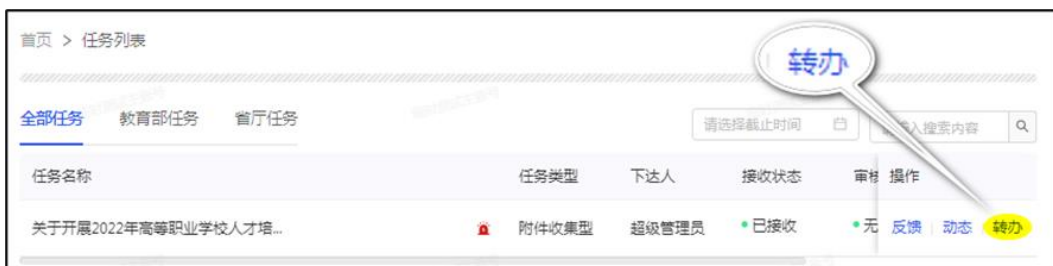 首页 > 任务列表
转办
全部任务 教育部任务 省厅任务
请选择截止时间 入搜索内容
任务名称 任务类型 下达人 接收状态 审核 操作
关于开展2022年高等职业学校人才培... 附件收集型 超级管理员 已接收 无 反馈 动态 转办